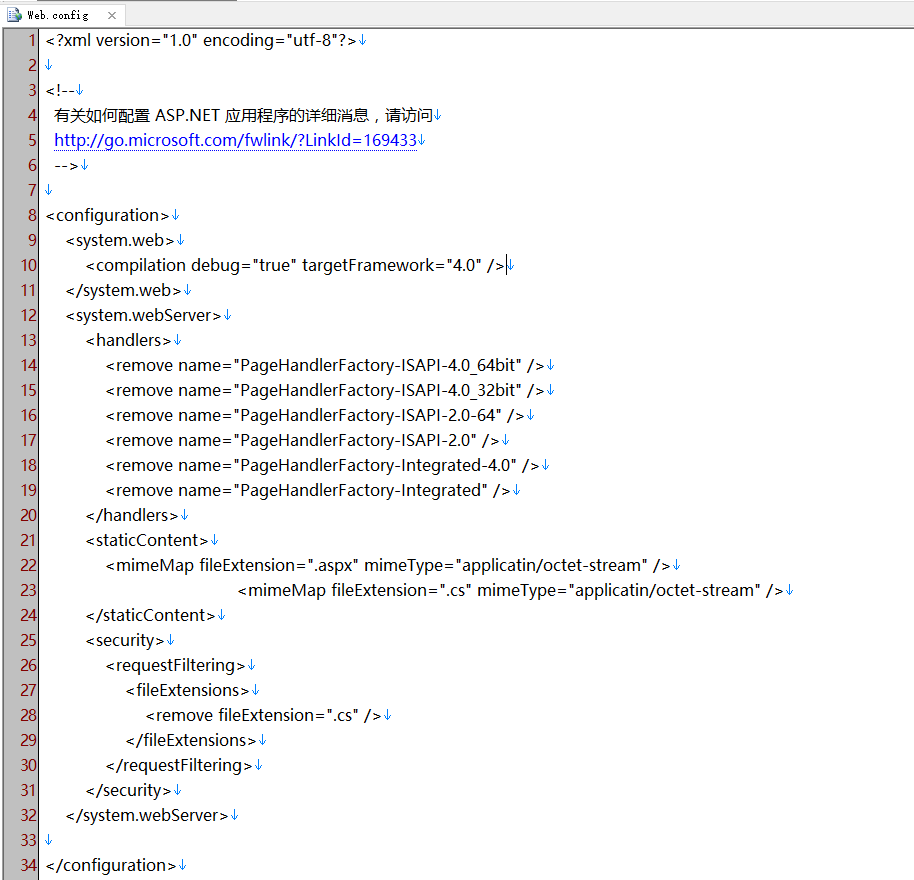 Web.config
1 <?xml version="1.0" encoding="utf-8"?>↓
2 ↓
3 <!--↓
4 有关如何配置 ASP.NET 应用程序的详细消息，请访问↓
5 http://go.microsoft.com/fwlink/?LinkId=169433↓
6 -->↓
7 ↓
8 <configuration>↓
9 <system.web>↓
10 <compilation debug="true" targetFramework="4.0" />↓
11 </system.web>↓
12 <system.webServer>↓
13 <handlers>↓
14 <remove name="PageHandlerFactory-ISAPI-4.0_64bit" />↓
15 <remove name="PageHandlerFactory-ISAPI-4.0_32bit" />↓
16 <remove name="PageHandlerFactory-ISAPI-2.0-64" />↓
17 <remove name="PageHandlerFactory-ISAPI-2.0" />↓
18 <remove name="PageHandlerFactory-Integrated-4.0" />↓
19 <remove name="PageHandlerFactory-Integrated" />↓
20 </handlers>↓
21 <staticContent>↓
22 <mimeMap fileExtension=".aspx" mimeType="applicatin/octet-stream" />↓
23 <mimeMap fileExtension=".cs" mimeType="applicatin/octet-stream" />↓
24 </staticContent>↓
25 <security>↓
26 <requestFiltering>↓
27 <fileExtensions>↓
28 <remove fileExtension=".cs" />↓
29 </fileExtensions>↓
30 </requestFiltering>↓
31 </security>↓
32 </system.webServer>↓
33 ↓
34 </configuration>↓